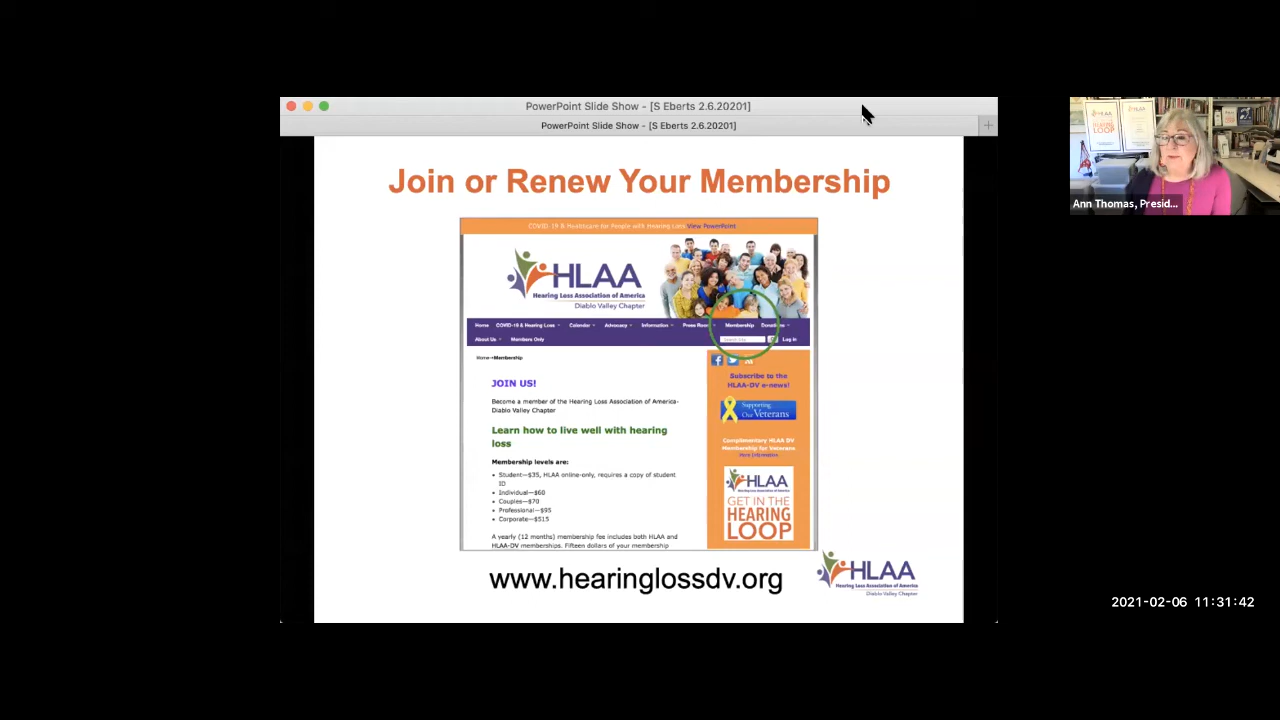 PowerPoint Slide Show - [S Eberts 2.6.20201]
PowerPoint Slide Show - [S Eberts 2.6.20201]
Join or Renew Your Membership
COVID-19 & Healthcare for People with Hearing Loss View PowerPoint
HLAA
Hearing Loss Association of America
Diablo Valley Chapter
Home COVID-19 & Hearing Loss Calendar Advocacy Information Press Room Membership Donations
About Us Members Only Log in
Home→Membership
JOIN US!
Become a member of the Hearing Loss Association of America-
Diablo Valley Chapter
Learn how to live well with hearing
loss
Membership levels are:
• Student—$35, HLAA online-only, requires a copy of student
ID
• Individual—$60
• Couples—$70
• Professional—$95
• Corporate—$515
A yearly (12 months) membership fee includes both HLAA and
HLAA-DV memberships. Fifteen dollars of your membership
Subscribe to the
HLAA-DV e-news!
Supporting
Our Veterans
Complimentary HLAA DV
Membership for Veterans
More Information
HLAA
GET IN THE
HEARING
LOOP
www.hearinglossdv.org
HLAA
Hearing Loss Association of America
Diablo Valley Chapter
HEARING
LOOP
Ann Thomas, Presid...
2021-02-06 11:31:42